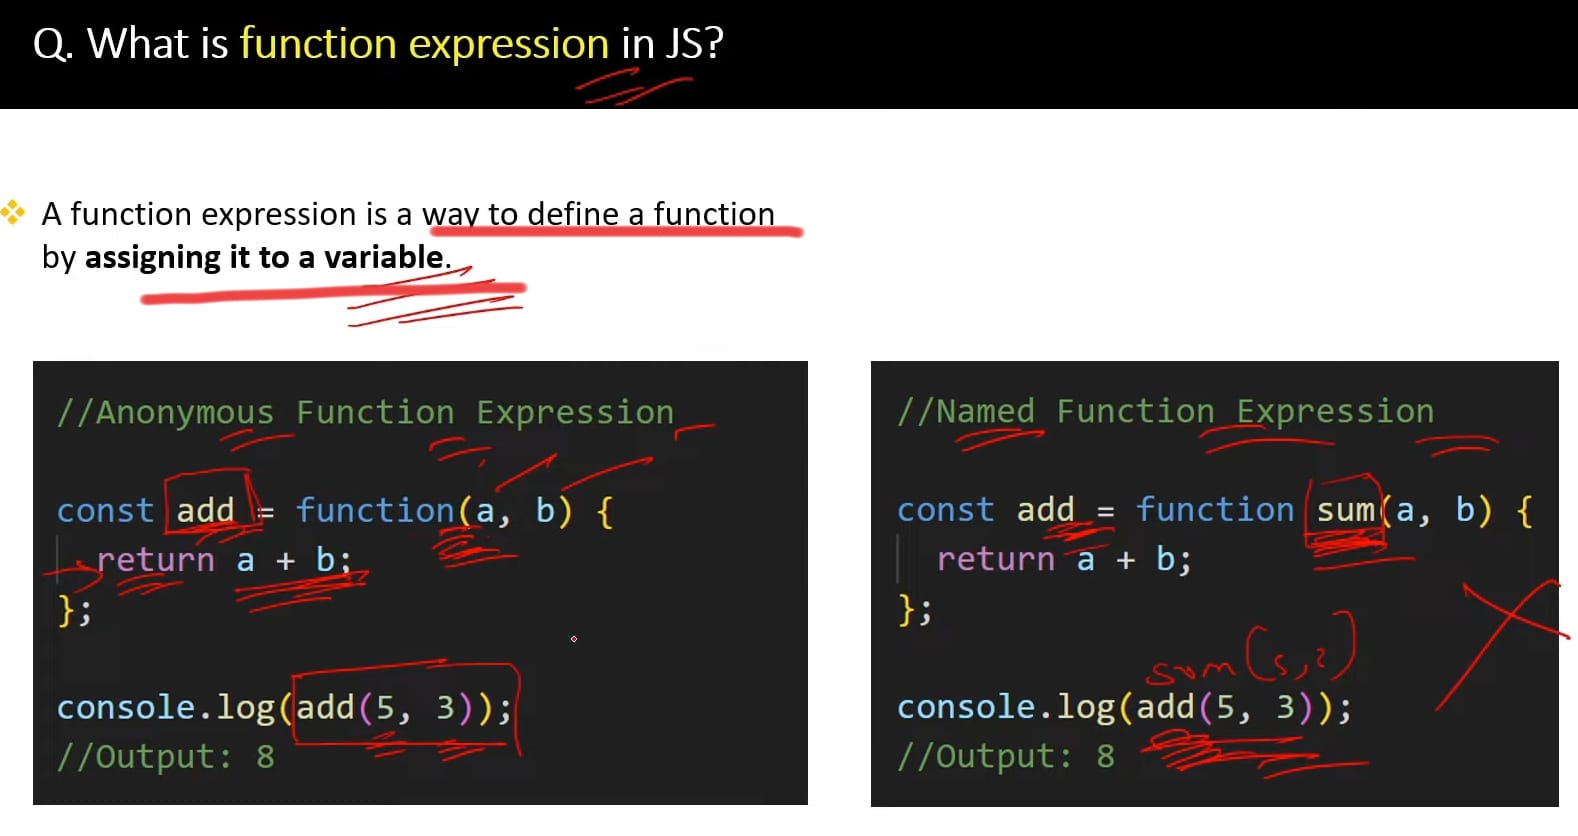 Q. What is function expression in JS?
❖ A function expression is a way to define a function
by assigning it to a variable.
//Anonymous Function Expression
const add = function(a, b) {
return a + b;
};
console.log(add(5, 3));
//Output: 8
//Named Function Expression
const add = function sum(a, b) {
return a + b;
};
sum(5,2)
console.log(add(5, 3));
//Output: 8